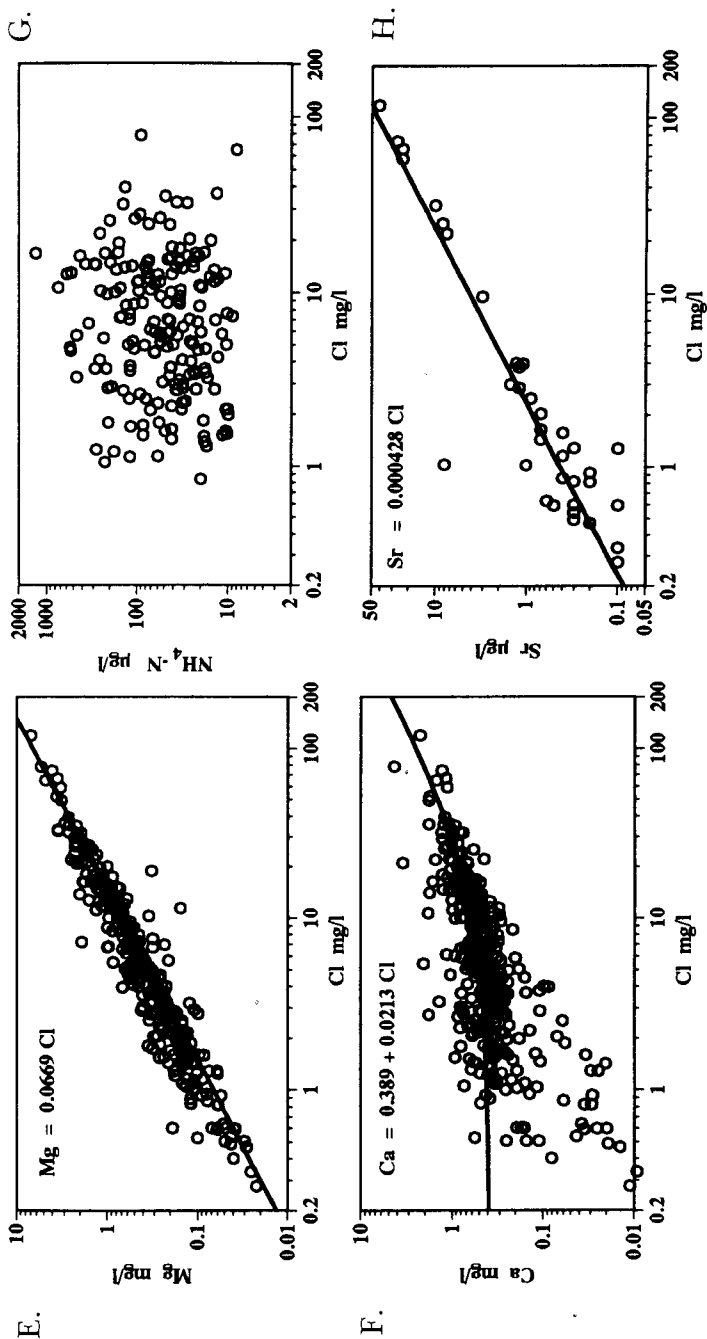 E.
10
1
0.1
0.01
Mg mg/l
Mg = 0.0669 Cl
0.2
1
10
100
200
Cl mg/l
F.
10
1
0.1
0.01
Ca mg/l
Ca = 0.389 + 0.0213 Cl
0.2
1
10
100
200
Cl mg/l
G.
2000
1000
100
10
2
NH₄-N µg/l
0.2
1
10
100
200
Cl mg/l
H.
50
10
1
0.1
0.05
Sr µg/l
Sr = 0.000428 Cl
0.2
1
10
100
200
Cl mg/l